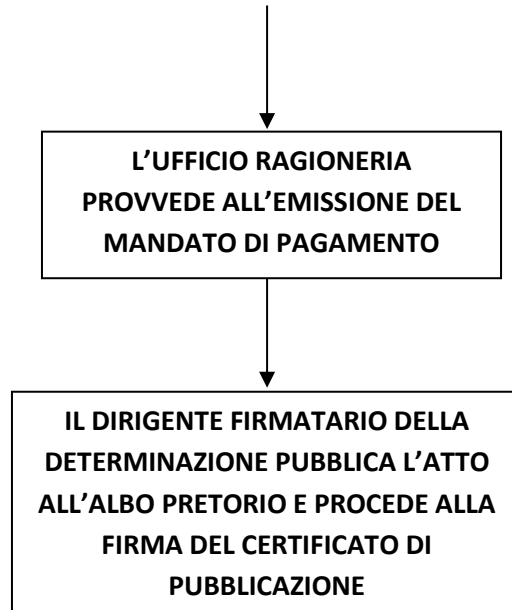 L’UFFICIO RAGIONERIA
PROVVEDE ALL’EMISSIONE DEL
MANDATO DI PAGAMENTO
IL DIRIGENTE FIRMATARIO DELLA
DETERMINAZIONE PUBBLICA L’ATTO
ALL’ALBO PRETORIO E PROCEDE ALLA
FIRMA DEL CERTIFICATO DI
PUBBLICAZIONE